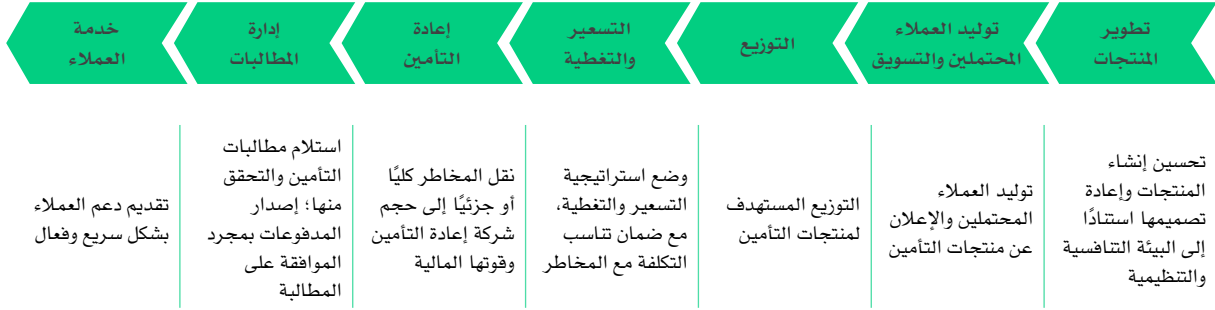 تطوير
المنتجات
توليد العملاء
المحتملين والتسويق
التوزيع
التسعير
والتغطية
إعادة
التأمين
إدارة
المطالبات
خدمة
العملاء
تحسين إنشاء
المنتجات وإعادة
تصميمها استنادًا
إلى البيئة التنافسية
والتنظيمية
توليد العملاء
المحتملين والإعلان
عن منتجات التأمين
التوزيع المستهدف
لمنتجات التأمين
وضع استراتيجية
التسعير والتغطية،
مع ضمان تناسب
التكلفة مع المخاطر
نقل المخاطر كليًا
أو جزئيًا إلى حجم
شركة إعادة التأمين
وقوتها المالية
استلام مطالبات
التأمين والتحقق
منها؛ إصدار
المدفوعات بمجرد
الموافقة على
المطالبة
تقديم دعم العملاء
بشكل سريع وفعال